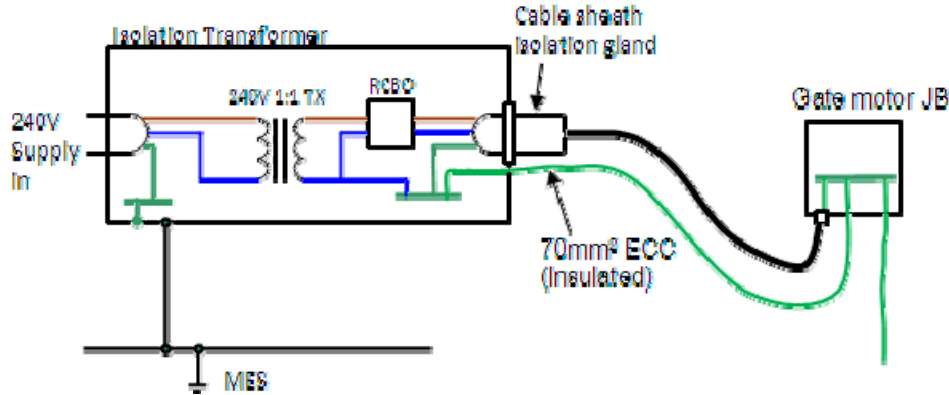 Cable sheath
isolation gland
Isolation Transformer
RCBO
240V 1:1 TX
Gate motor JB
240V
Supply
in
70mm² ECC
(Insulated)
MES